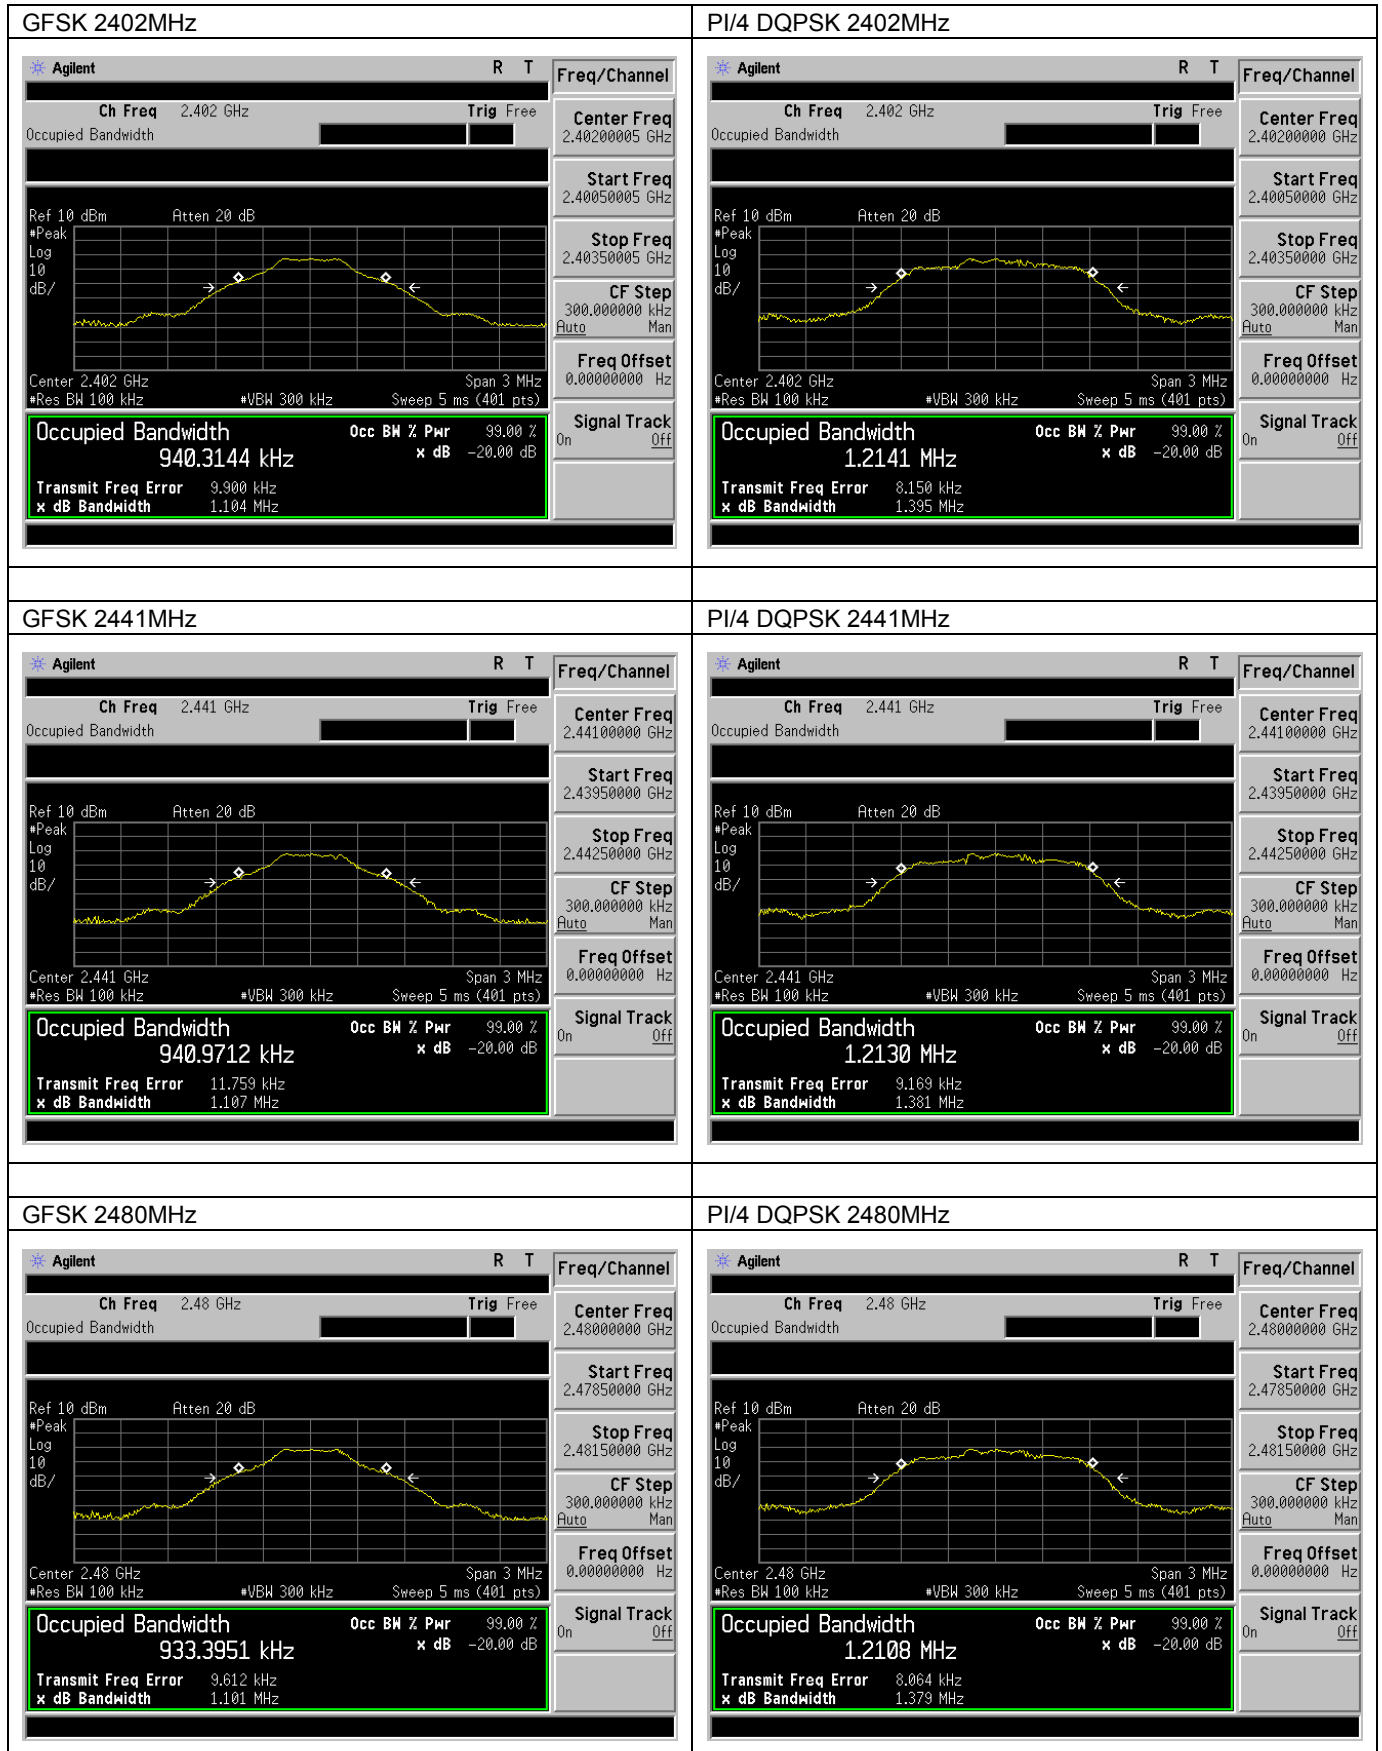 GFSK 2402MHz
Agilent
R T
Freq/Channel
Ch Freq 2.402 GHz Trig Free
Occupied Bandwidth
Center Freq
2.40200005 GHz
Start Freq
2.40050005 GHz
Stop Freq
2.40350005 GHz
CF Step
300.000000 kHz
Auto Man
Freq Offset
0.00000000 Hz
Signal Track
On Off
Ref 10 dBm Atten 20 dB
#Peak
Log
10
dB/
Center 2.402 GHz Span 3 MHz
#Res BW 100 kHz #VBW 300 kHz Sweep 5 ms (401 pts)
Occupied Bandwidth Occ BW % Pwr 99.00 %
940.3144 kHz x dB -20.00 dB
Transmit Freq Error 9.900 kHz
x dB Bandwidth 1.104 MHz
PI/4 DQPSK 2402MHz
Agilent
R T
Freq/Channel
Ch Freq 2.402 GHz Trig Free
Occupied Bandwidth
Center Freq
2.40200000 GHz
Start Freq
2.40050000 GHz
Stop Freq
2.40350000 GHz
CF Step
300.000000 kHz
Auto Man
Freq Offset
0.00000000 Hz
Signal Track
On Off
Ref 10 dBm Atten 20 dB
#Peak
Log
10
dB/
Center 2.402 GHz Span 3 MHz
#Res BW 100 kHz #VBW 300 kHz Sweep 5 ms (401 pts)
Occupied Bandwidth Occ BW % Pwr 99.00 %
1.2141 MHz x dB -20.00 dB
Transmit Freq Error 8.150 kHz
x dB Bandwidth 1.395 MHz
GFSK 2441MHz
Agilent
R T
Freq/Channel
Ch Freq 2.441 GHz Trig Free
Occupied Bandwidth
Center Freq
2.44100000 GHz
Start Freq
2.43950000 GHz
Stop Freq
2.44250000 GHz
CF Step
300.000000 kHz
Auto Man
Freq Offset
0.00000000 Hz
Signal Track
On Off
Ref 10 dBm Atten 20 dB
#Peak
Log
10
dB/
Center 2.441 GHz Span 3 MHz
#Res BW 100 kHz #VBW 300 kHz Sweep 5 ms (401 pts)
Occupied Bandwidth Occ BW % Pwr 99.00 %
940.9712 kHz x dB -20.00 dB
Transmit Freq Error 11.759 kHz
x dB Bandwidth 1.107 MHz
PI/4 DQPSK 2441MHz
Agilent
R T
Freq/Channel
Ch Freq 2.441 GHz Trig Free
Occupied Bandwidth
Center Freq
2.44100000 GHz
Start Freq
2.43950000 GHz
Stop Freq
2.44250000 GHz
CF Step
300.000000 kHz
Auto Man
Freq Offset
0.00000000 Hz
Signal Track
On Off
Ref 10 dBm Atten 20 dB
#Peak
Log
10
dB/
Center 2.441 GHz Span 3 MHz
#Res BW 100 kHz #VBW 300 kHz Sweep 5 ms (401 pts)
Occupied Bandwidth Occ BW % Pwr 99.00 %
1.2130 MHz x dB -20.00 dB
Transmit Freq Error 9.169 kHz
x dB Bandwidth 1.381 MHz
GFSK 2480MHz
Agilent
R T
Freq/Channel
Ch Freq 2.48 GHz Trig Free
Occupied Bandwidth
Center Freq
2.48000000 GHz
Start Freq
2.47850000 GHz
Stop Freq
2.48150000 GHz
CF Step
300.000000 kHz
Auto Man
Freq Offset
0.00000000 Hz
Signal Track
On Off
Ref 10 dBm Atten 20 dB
#Peak
Log
10
dB/
Center 2.48 GHz Span 3 MHz
#Res BW 100 kHz #VBW 300 kHz Sweep 5 ms (401 pts)
Occupied Bandwidth Occ BW % Pwr 99.00 %
933.3951 kHz x dB -20.00 dB
Transmit Freq Error 9.612 kHz
x dB Bandwidth 1.101 MHz
PI/4 DQPSK 2480MHz
Agilent
R T
Freq/Channel
Ch Freq 2.48 GHz Trig Free
Occupied Bandwidth
Center Freq
2.48000000 GHz
Start Freq
2.47850000 GHz
Stop Freq
2.48150000 GHz
CF Step
300.000000 kHz
Auto Man
Freq Offset
0.00000000 Hz
Signal Track
On Off
Ref 10 dBm Atten 20 dB
#Peak
Log
10
dB/
Center 2.48 GHz Span 3 MHz
#Res BW 100 kHz #VBW 300 kHz Sweep 5 ms (401 pts)
Occupied Bandwidth Occ BW % Pwr 99.00 %
1.2108 MHz x dB -20.00 dB
Transmit Freq Error 8.064 kHz
x dB Bandwidth 1.379 MHz